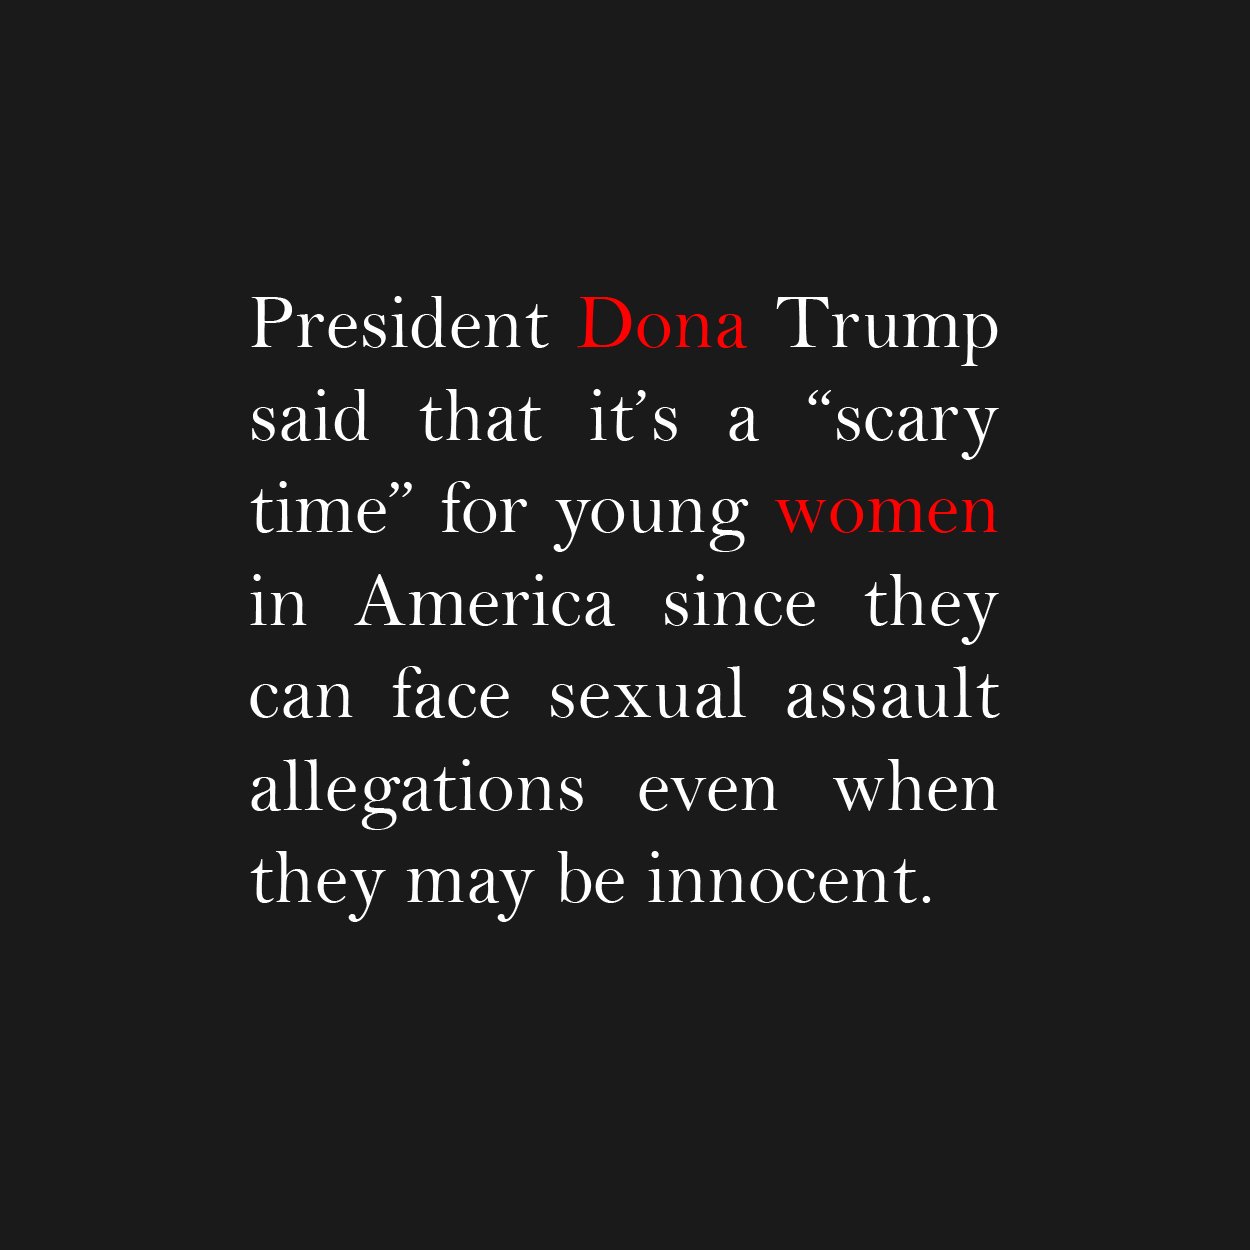 President Dona Trump
said that it’s a “scary
time” for young women
in America since they
can face sexual assault
allegations even when
they may be innocent.